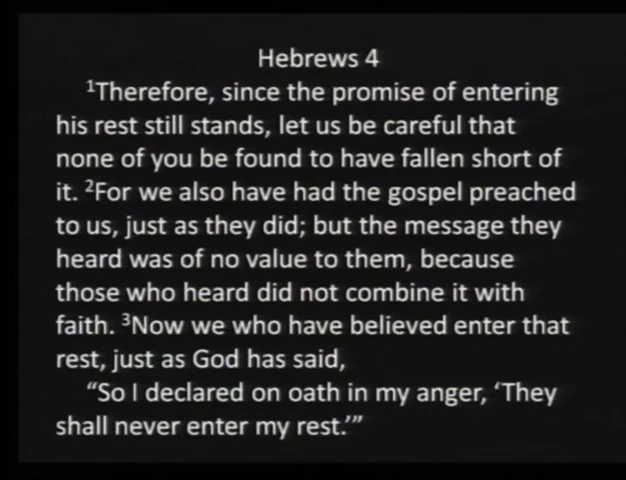 Hebrews 4
¹Therefore, since the promise of entering
his rest still stands, let us be careful that
none of you be found to have fallen short of
it. ²For we also have had the gospel preached
to us, just as they did; but the message they
heard was of no value to them, because
those who heard did not combine it with
faith. ³Now we who have believed enter that
rest, just as God has said,
“So I declared on oath in my anger, ‘They
shall never enter my rest.’”